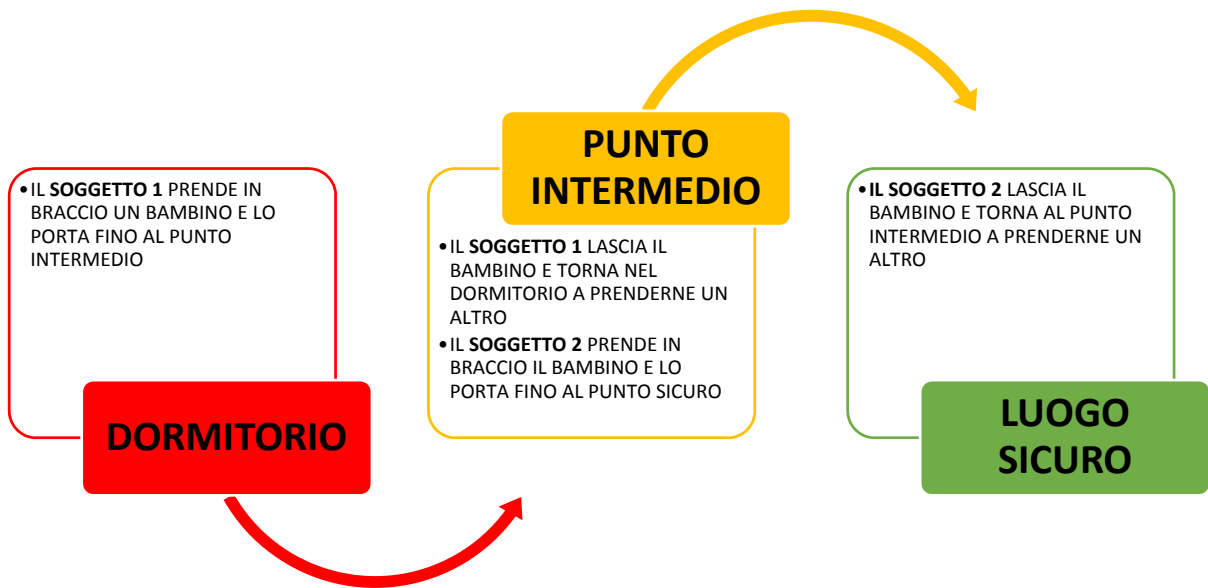 •IL SOGGETTO 1 PRENDE IN
BRACCIO UN BAMBINO E LO
PORTA FINO AL PUNTO
INTERMEDIO
DORMITORIO
PUNTO
INTERMEDIO
•IL SOGGETTO 1 LASCIA IL
BAMBINO E TORNA NEL
DORMITORIO A PRENDERNE UN
ALTRO
•IL SOGGETTO 2 PRENDE IN
BRACCIO IL BAMBINO E LO
PORTA FINO AL PUNTO SICURO
•IL SOGGETTO 2 LASCIA IL
BAMBINO E TORNA AL PUNTO
INTERMEDIO A PRENDERNE UN
ALTRO
LUOGO
SICURO